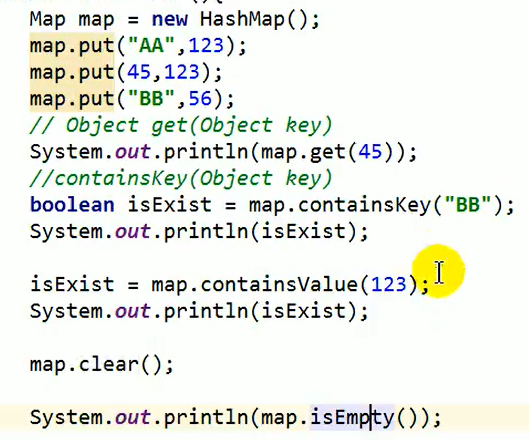 Map map = new HashMap();
map.put("AA",123);
map.put(45,123);
map.put("BB",56);
// Object get(Object key)
System.out.println(map.get(45));
//containsKey(Object key)
boolean isExist = map.containsKey("BB");
System.out.println(isExist);
isExist = map.containsValue(123);
System.out.println(isExist);
map.clear();
System.out.println(map.isEmpty());